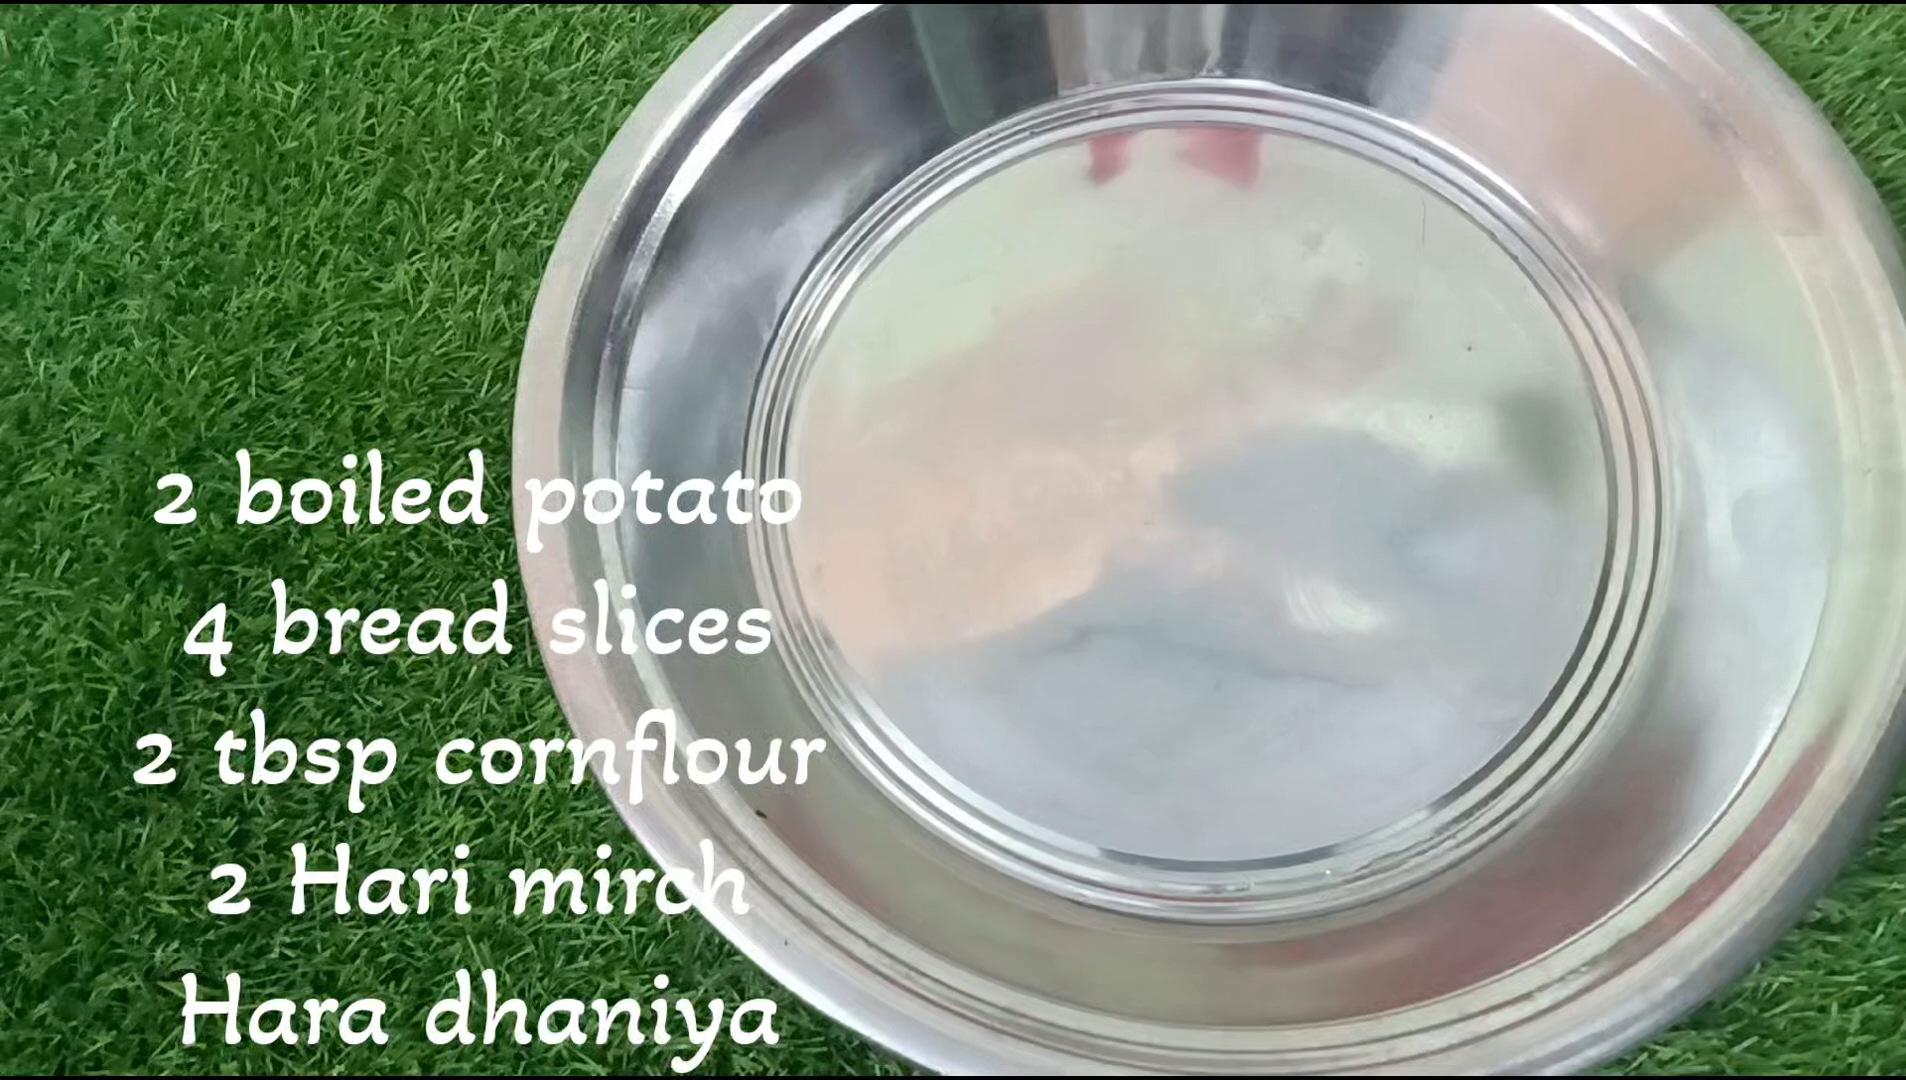 2 boiled potato
4 bread slices
2 tbsp cornflour
2 Hari mirch
Hara dhaniya